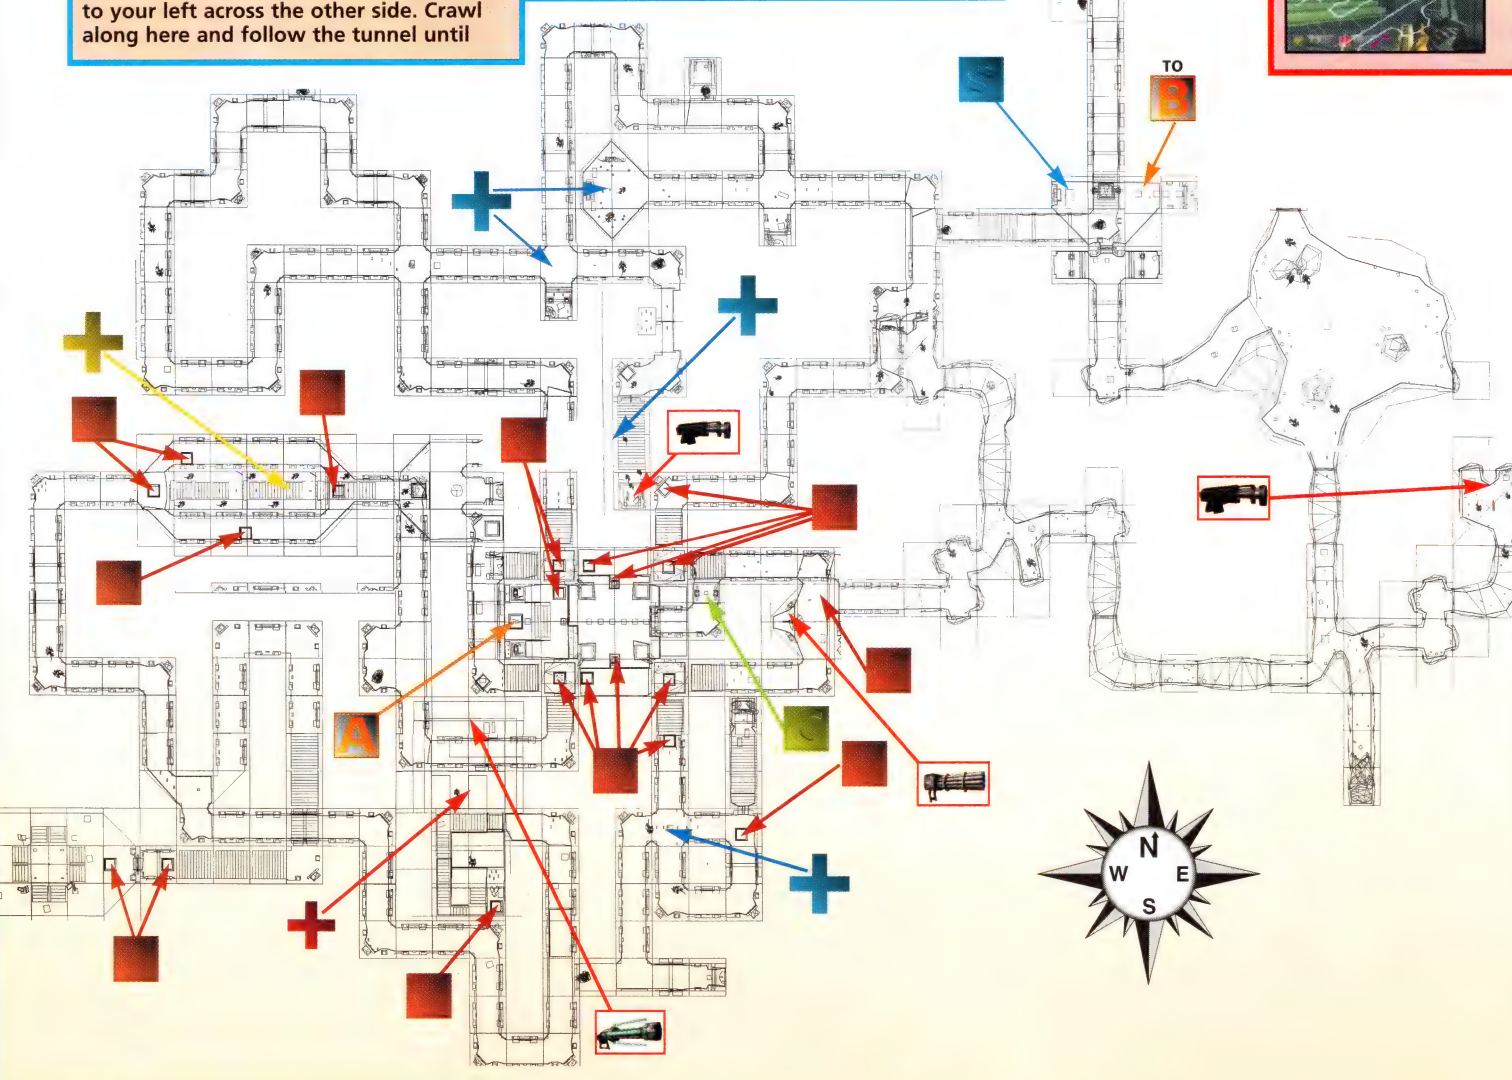 to your left across the other side. Crawl
along here and follow the tunnel until
S
TO
B
A
C
N
W
E
S